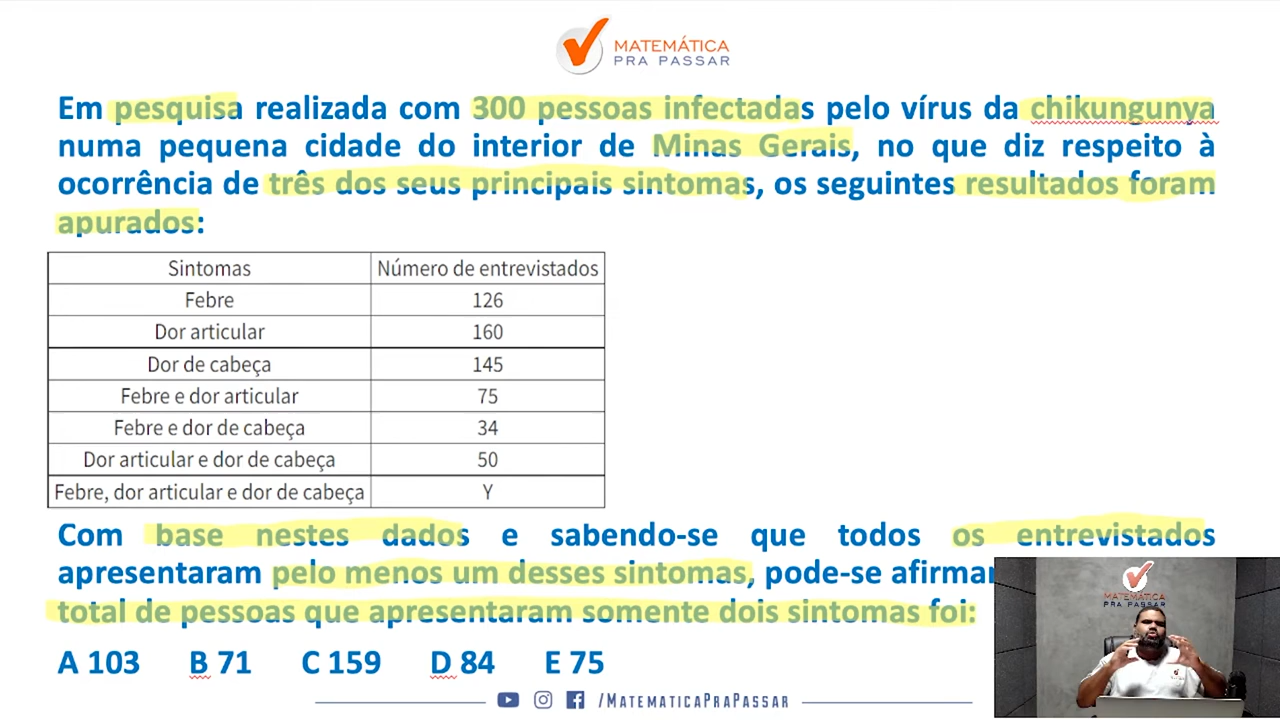 MATEMÁTICA
PRA PASSAR
Em pesquisa realizada com 300 pessoas infectadas pelo vírus da chikungunya
numa pequena cidade do interior de Minas Gerais, no que diz respeito à
ocorrência de três dos seus principais sintomas, os seguintes resultados foram
apurados:
Sintomas Número de entrevistados
Febre 126
Dor articular 160
Dor de cabeça 145
Febre e dor articular 75
Febre e dor de cabeça 34
Dor articular e dor de cabeça 50
Febre, dor articular e dor de cabeça Y
Com base nestes dados e sabendo-se que todos os entrevistados
apresentaram pelo menos um desses sintomas, pode-se afirmar
total de pessoas que apresentaram somente dois sintomas foi:
A 103 B 71 C 159 D 84 E 75
/MATEMATICAPRAPASSAR
MATEMÁTICA
PRA PASSAR